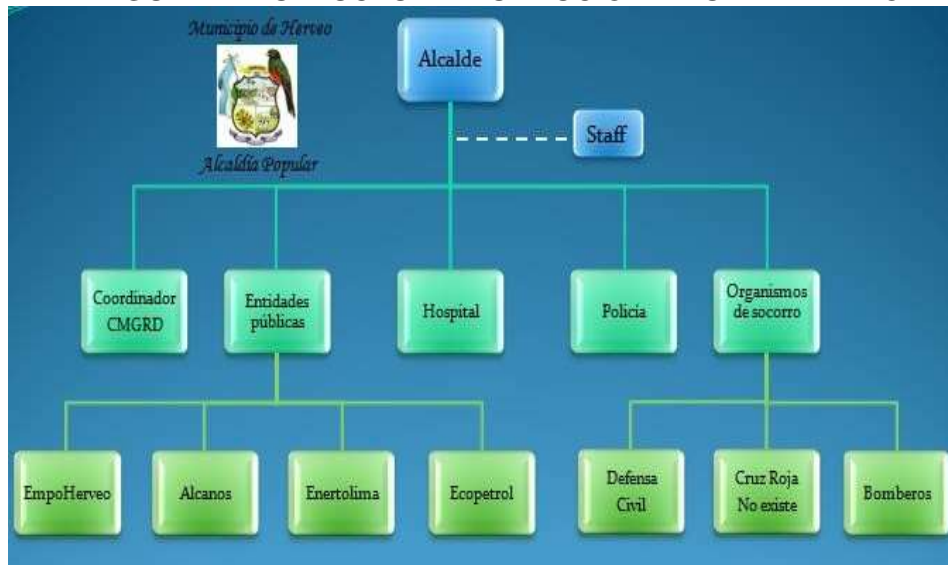 Municipio de Herveo
Alcaldía Popular
Alcalde
Staff
Coordinador
CMGRD
Entidades
públicas
Hospital
Policía
Organismos
de socorro
EmpoHerveo
Alcanos
Enertolima
Ecopetrol
Defensa
Civil
Cruz Roja
No existe
Bomberos